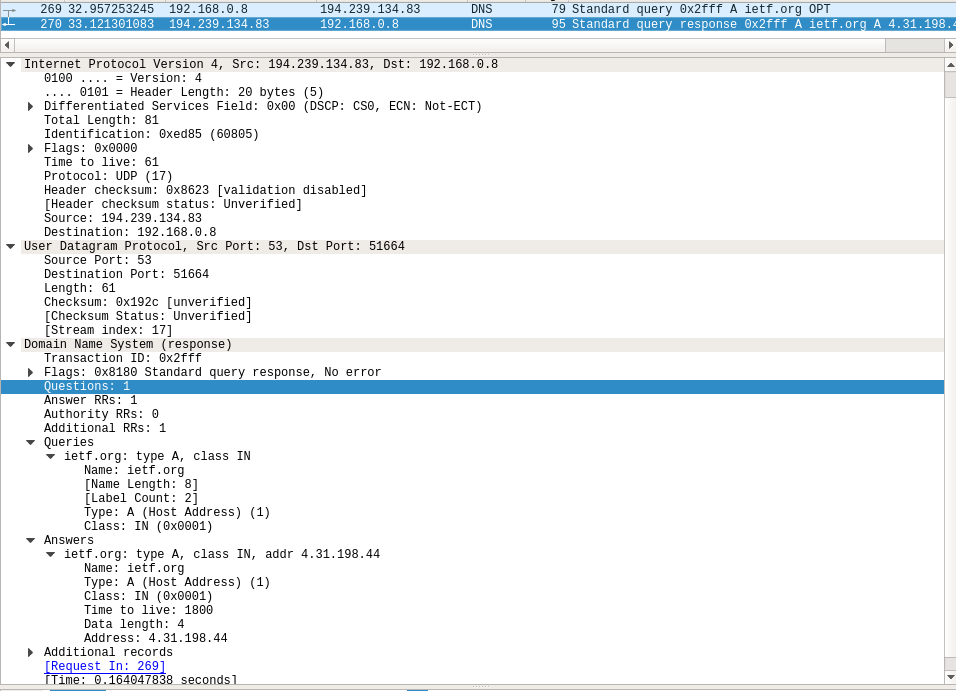 269 32.957253245 192.168.0.8 194.239.134.83 DNS 79 Standard query 0x2fff A ietf.org OPT
270 33.121301083 194.239.134.83 192.168.0.8 DNS 95 Standard query response 0x2fff A ietf.org A 4.31.198.4
Internet Protocol Version 4, Src: 194.239.134.83, Dst: 192.168.0.8
0100 .... = Version: 4
.... 0101 = Header Length: 20 bytes (5)
Differentiated Services Field: 0x00 (DSCP: CS0, ECN: Not-ECT)
Total Length: 81
Identification: 0xed85 (60805)
Flags: 0x0000
Time to live: 61
Protocol: UDP (17)
Header checksum: 0x8623 [validation disabled]
[Header checksum status: Unverified]
Source: 194.239.134.83
Destination: 192.168.0.8
User Datagram Protocol, Src Port: 53, Dst Port: 51664
Source Port: 53
Destination Port: 51664
Length: 61
Checksum: 0x192c [unverified]
[Checksum Status: Unverified]
[Stream index: 17]
Domain Name System (response)
Transaction ID: 0x2fff
Flags: 0x8180 Standard query response, No error
Questions: 1
Answer RRs: 1
Authority RRs: 0
Additional RRs: 1
Queries
ietf.org: type A, class IN
Name: ietf.org
[Name Length: 8]
[Label Count: 2]
Type: A (Host Address) (1)
Class: IN (0x0001)
Answers
ietf.org: type A, class IN, addr 4.31.198.44
Name: ietf.org
Type: A (Host Address) (1)
Class: IN (0x0001)
Time to live: 1800
Data length: 4
Address: 4.31.198.44
Additional records
[Request In: 269]
[Time: 0.164047838 seconds]